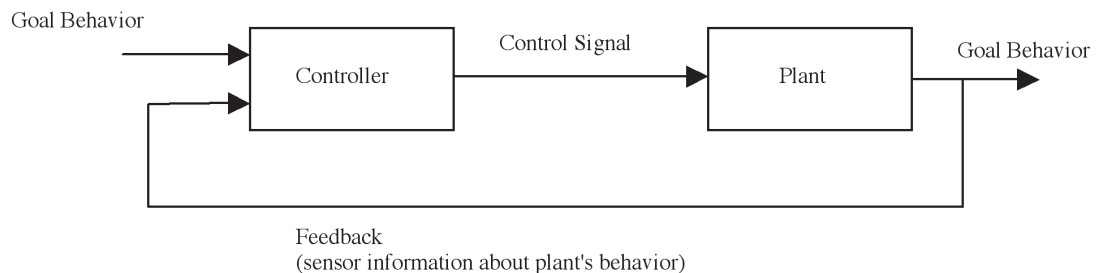 Goal Behavior
Controller
Control Signal
Plant
Goal Behavior
Feedback
(sensor information about plant's behavior)